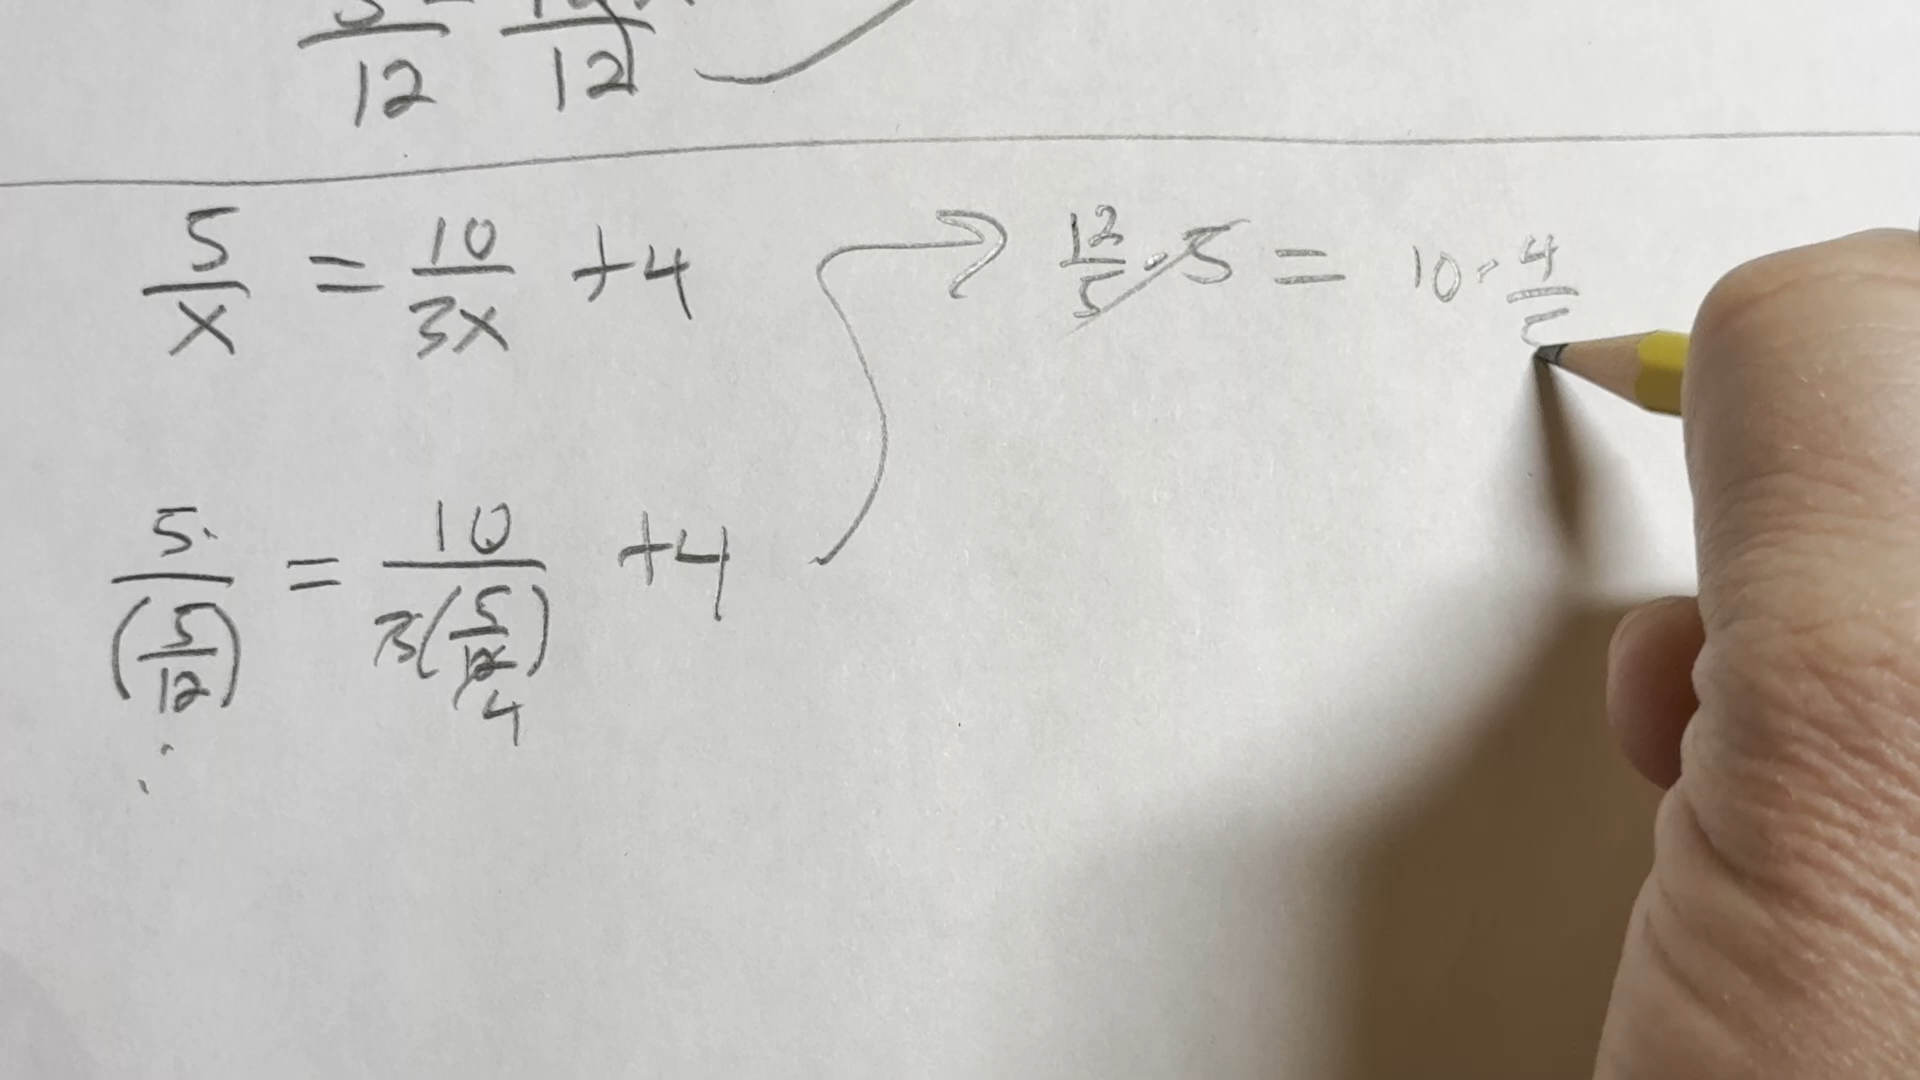 12 12
5/x = 10/3x + 4
12/5 · 5 = 10 · 4/5
5/(5/12) = 10/3(5/12) + 4
4